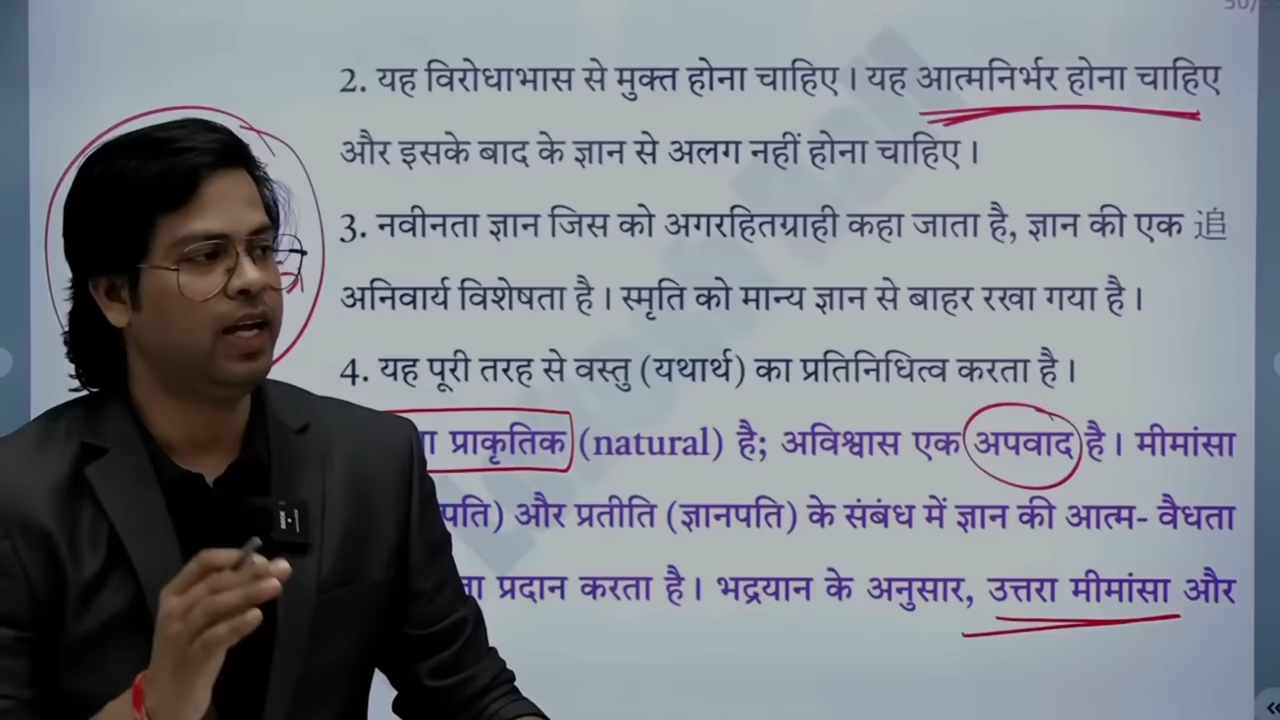 50/
2. यह विरोधाभास से मुक्त होना चाहिए। यह आत्मनिर्भर होना चाहिए
और इसके बाद के ज्ञान से अलग नहीं होना चाहिए।
3. नवीनता ज्ञान जिस को अगरहितग्राही कहा जाता है, ज्ञान की एक 追
अनिवार्य विशेषता है। स्मृति को मान्य ज्ञान से बाहर रखा गया है।
4. यह पूरी तरह से वस्तु (यथार्थ) का प्रतिनिधित्व करता है।
प्राकृतिक (natural) है; अविश्वास एक अपवाद है। मीमांसा
और प्रतीति (ज्ञानपति) के संबंध में ज्ञान की आत्म- वैधता
प्रदान करता है। भद्रयान के अनुसार, उत्तरा मीमांसा और